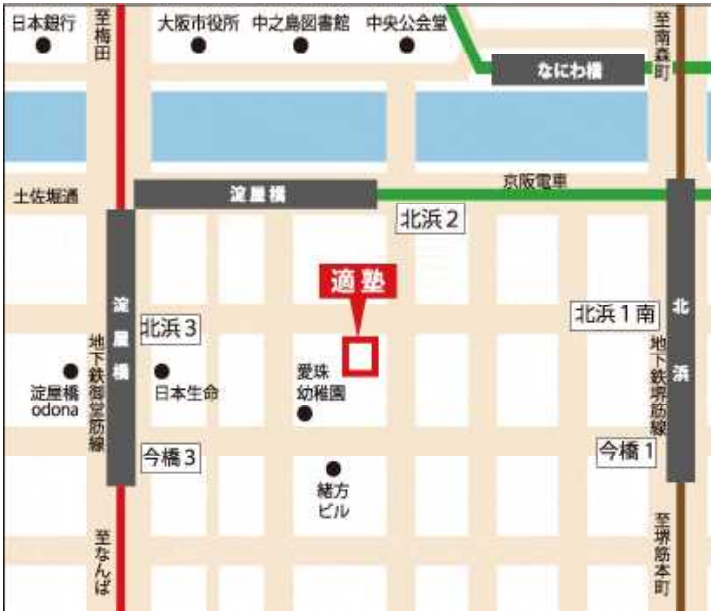 日本銀行
至梅田
大阪市役所
中之島図書館
中央公会堂
至南森町
なにわ橋
土佐堀通
淀屋橋
京阪電車
北浜2
適塾
淀屋橋
北浜3
北浜1南
北浜
地下鉄御堂筋線
地下鉄堺筋線
淀屋橋
odona
日本生命
愛珠
幼稚園
今橋3
今橋1
緒方
ビル
至なんば
至堺筋本町